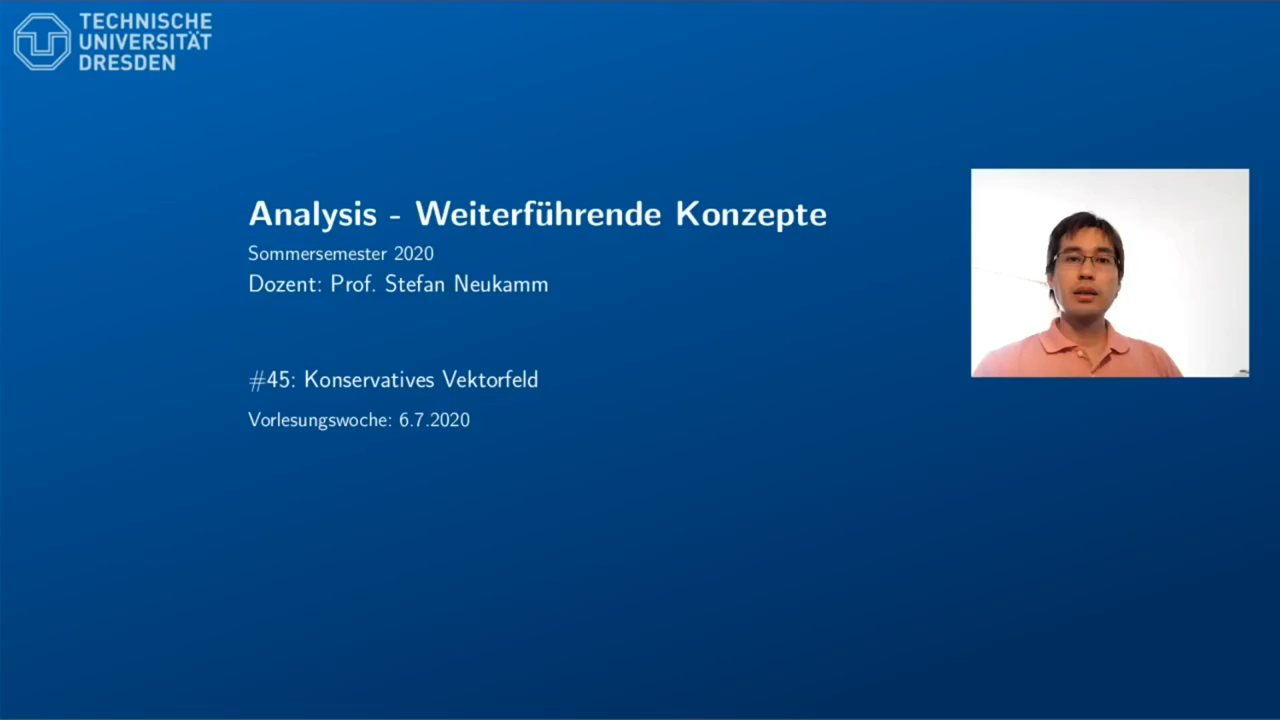 TECHNISCHE
UNIVERSITÄT
DRESDEN
Analysis - Weiterführende Konzepte
Sommersemester 2020
Dozent: Prof. Stefan Neukamm
#45: Konservatives Vektorfeld
Vorlesungswoche: 6.7.2020